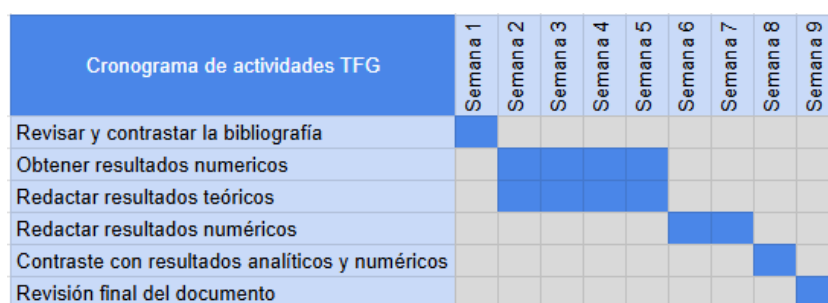 Cronograma de actividades TFG
Semana 1
Semana 2
Semana 3
Semana 4
Semana 5
Semana 6
Semana 7
Semana 8
Semana 9
Revisar y contrastar la bibliografía
Obtener resultados numericos
Redactar resultados teóricos
Redactar resultados numéricos
Contraste con resultados analíticos y numéricos
Revisión final del documento